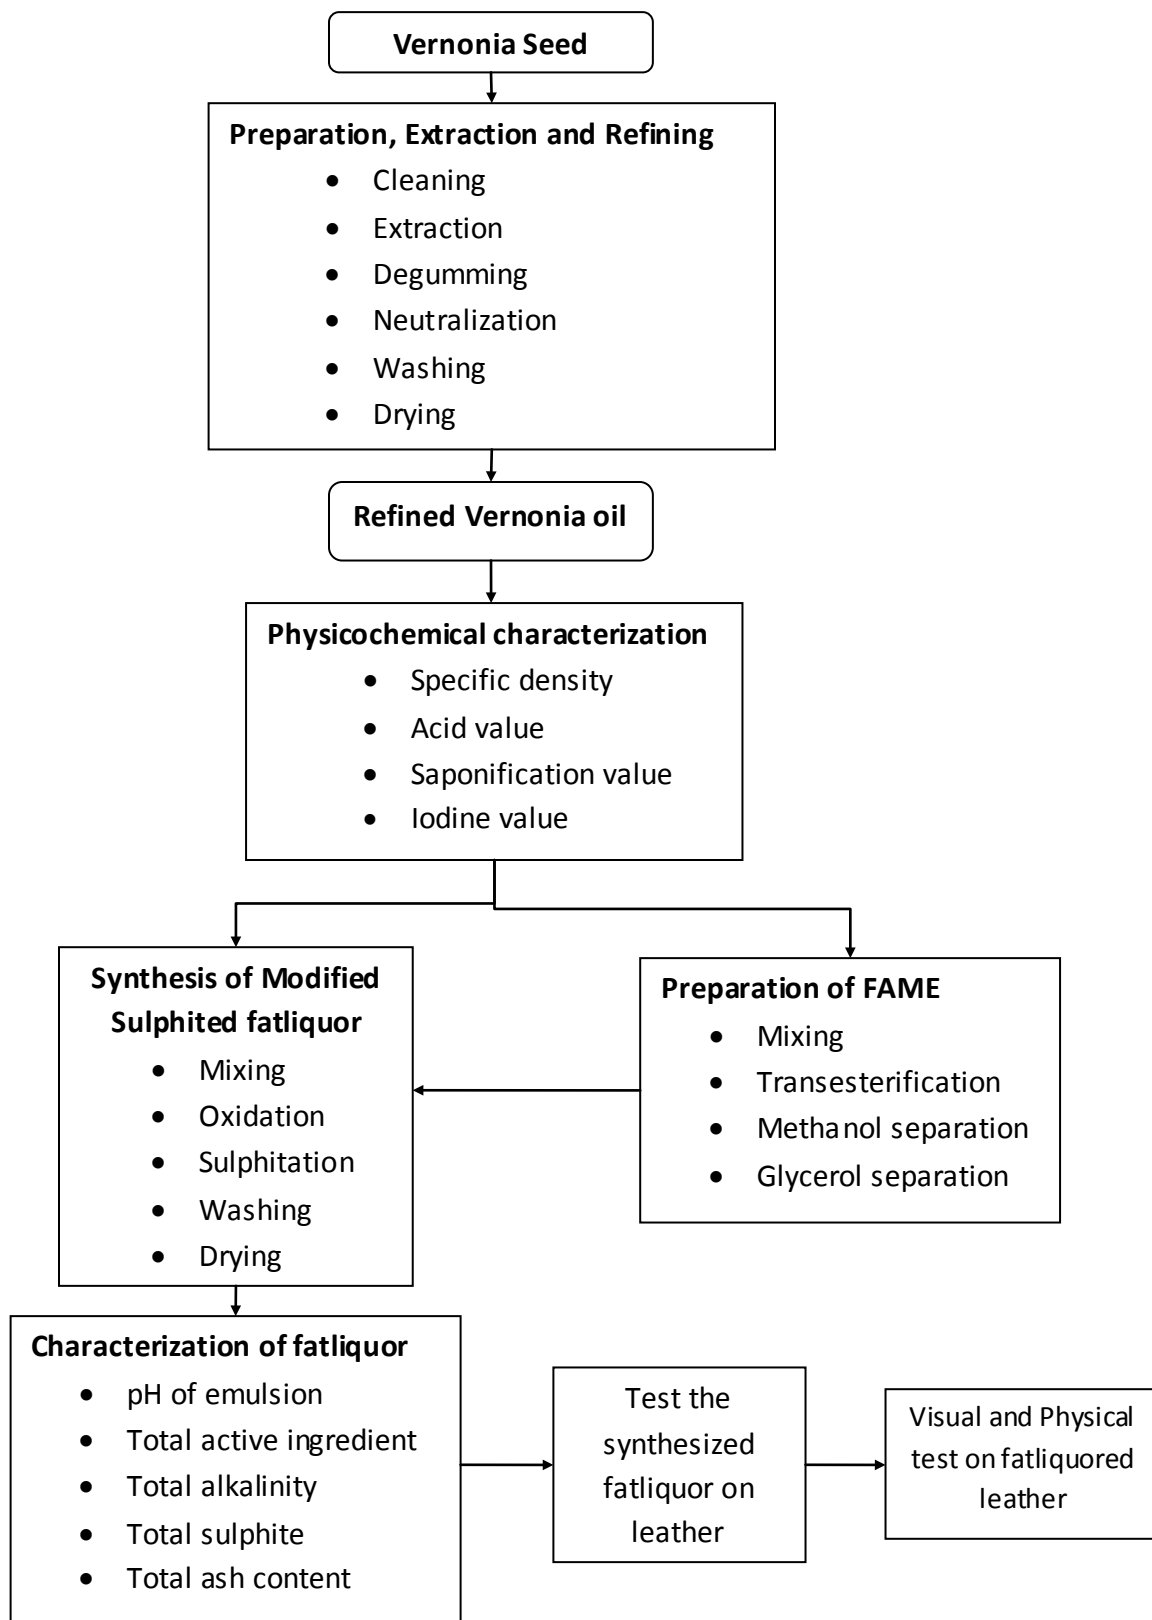 Vernonia Seed
Preparation, Extraction and Refining
• Cleaning
• Extraction
• Degumming
• Neutralization
• Washing
• Drying
Refined Vernonia oil
Physicochemical characterization
• Specific density
• Acid value
• Saponification value
• Iodine value
Synthesis of Modified
Sulphited fatliquor
• Mixing
• Oxidation
• Sulphitation
• Washing
• Drying
Preparation of FAME
• Mixing
• Transesterification
• Methanol separation
• Glycerol separation
Characterization of fatliquor
• pH of emulsion
• Total active ingredient
• Total alkalinity
• Total sulphite
• Total ash content
Test the
synthesized
fatliquor on
leather
Visual and Physical
test on fatliquored
leather